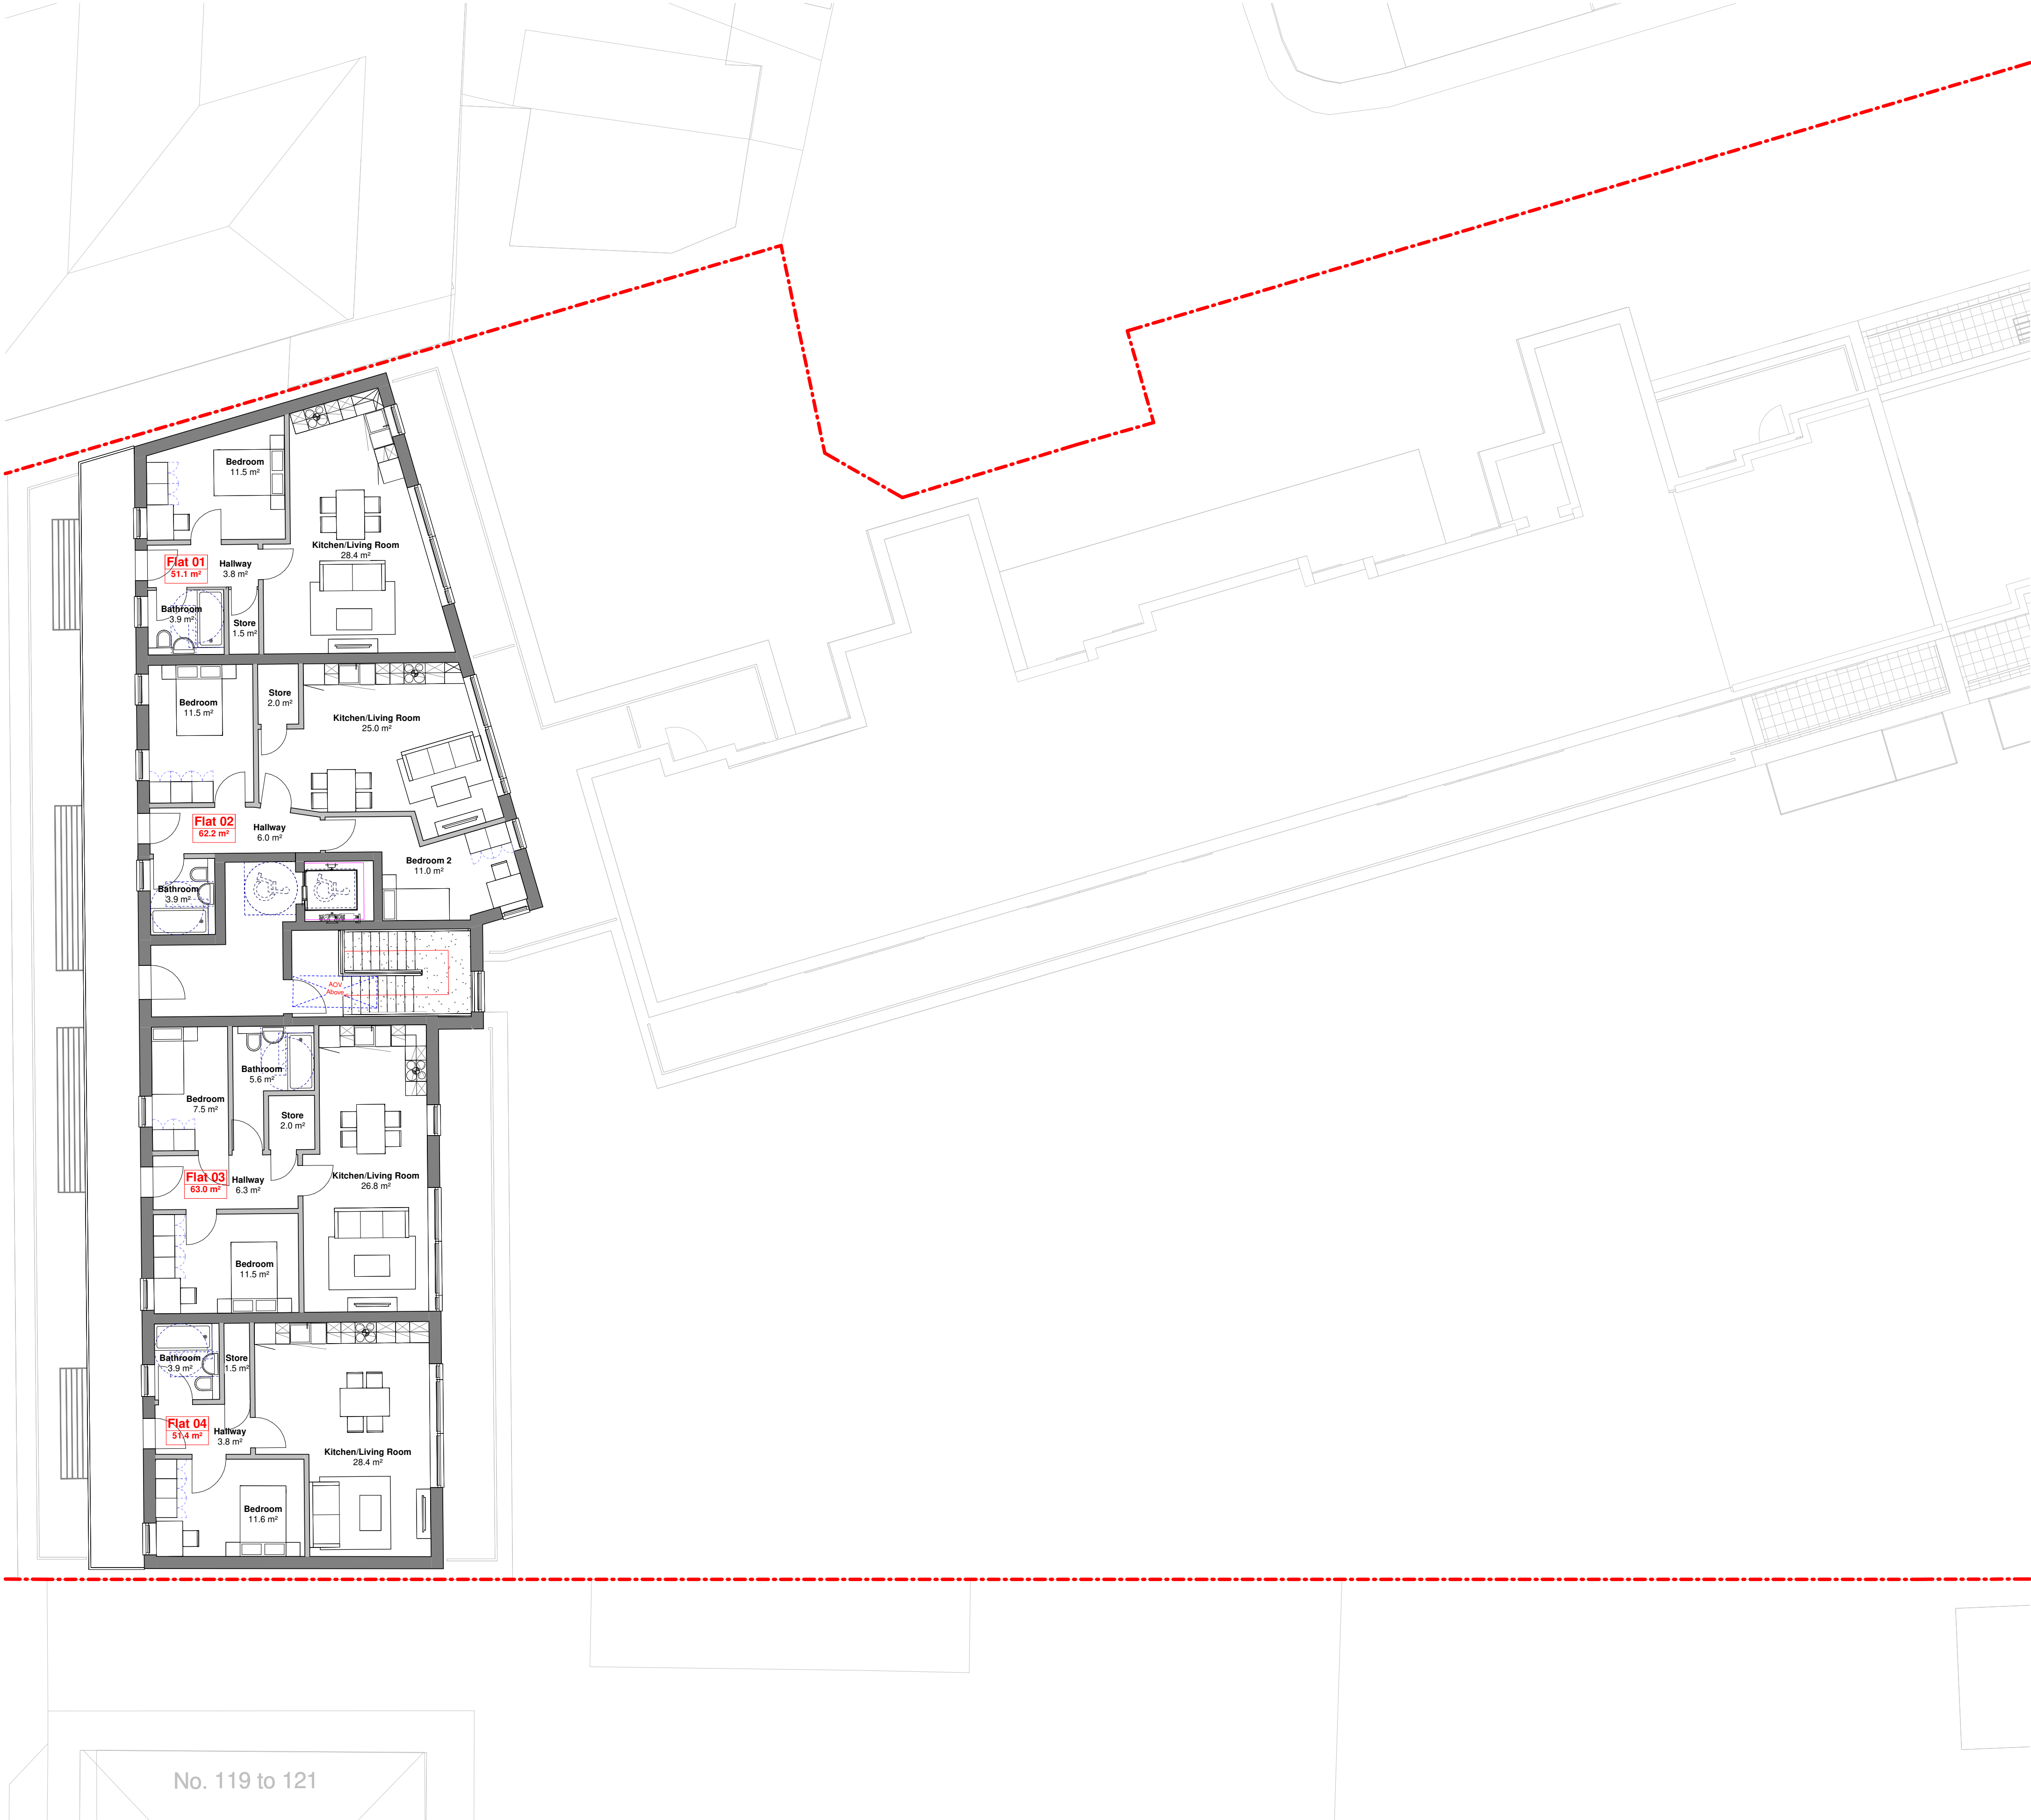 Bedroom
11.5 m²
Kitchen/Living Room
28.4 m²
Flat 01
51.1 m²
Hallway
3.8 m²
Bathroom
3.9 m²
Store
1.5 m²
Store
2.0 m²
Bedroom
11.5 m²
Kitchen/Living Room
25.0 m²
Flat 02
62.2 m²
Hallway
6.0 m²
Bedroom 2
11.0 m²
Bathroom
3.9 m²
AOV
Above
Bathroom
5.6 m²
Bedroom
7.5 m²
Store
2.0 m²
Kitchen/Living Room
26.8 m²
Flat 03
63.0 m²
Hallway
6.3 m²
Bedroom
11.5 m²
Bathroom
3.9 m²
Store
1.5 m²
Flat 04
51.4 m²
Hallway
3.8 m²
Kitchen/Living Room
28.4 m²
Bedroom
11.6 m²
No. 119 to 121